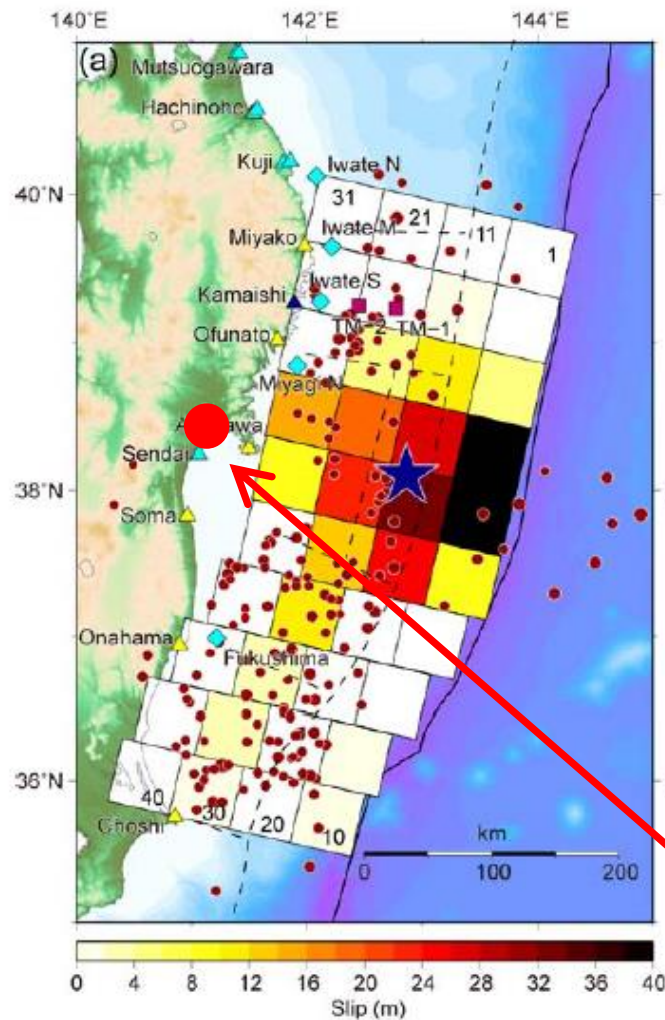 140°E
142°E
144°E
(a)
Mutsuogawara
Hachinohe
Kuji
Iwate N
40°N
31
21
11
1
Miyako
Iwate M
Kamaishi
Iwate S
TM-2
TM-1
Ofunato
Miyagi N
Sendai
38°N
Soma
Onahama
Fukushima
36°N
40
30
20
10
Choshi
km
0
100
200
0
4
8
12
16
20
24
28
32
36
40
Slip (m)